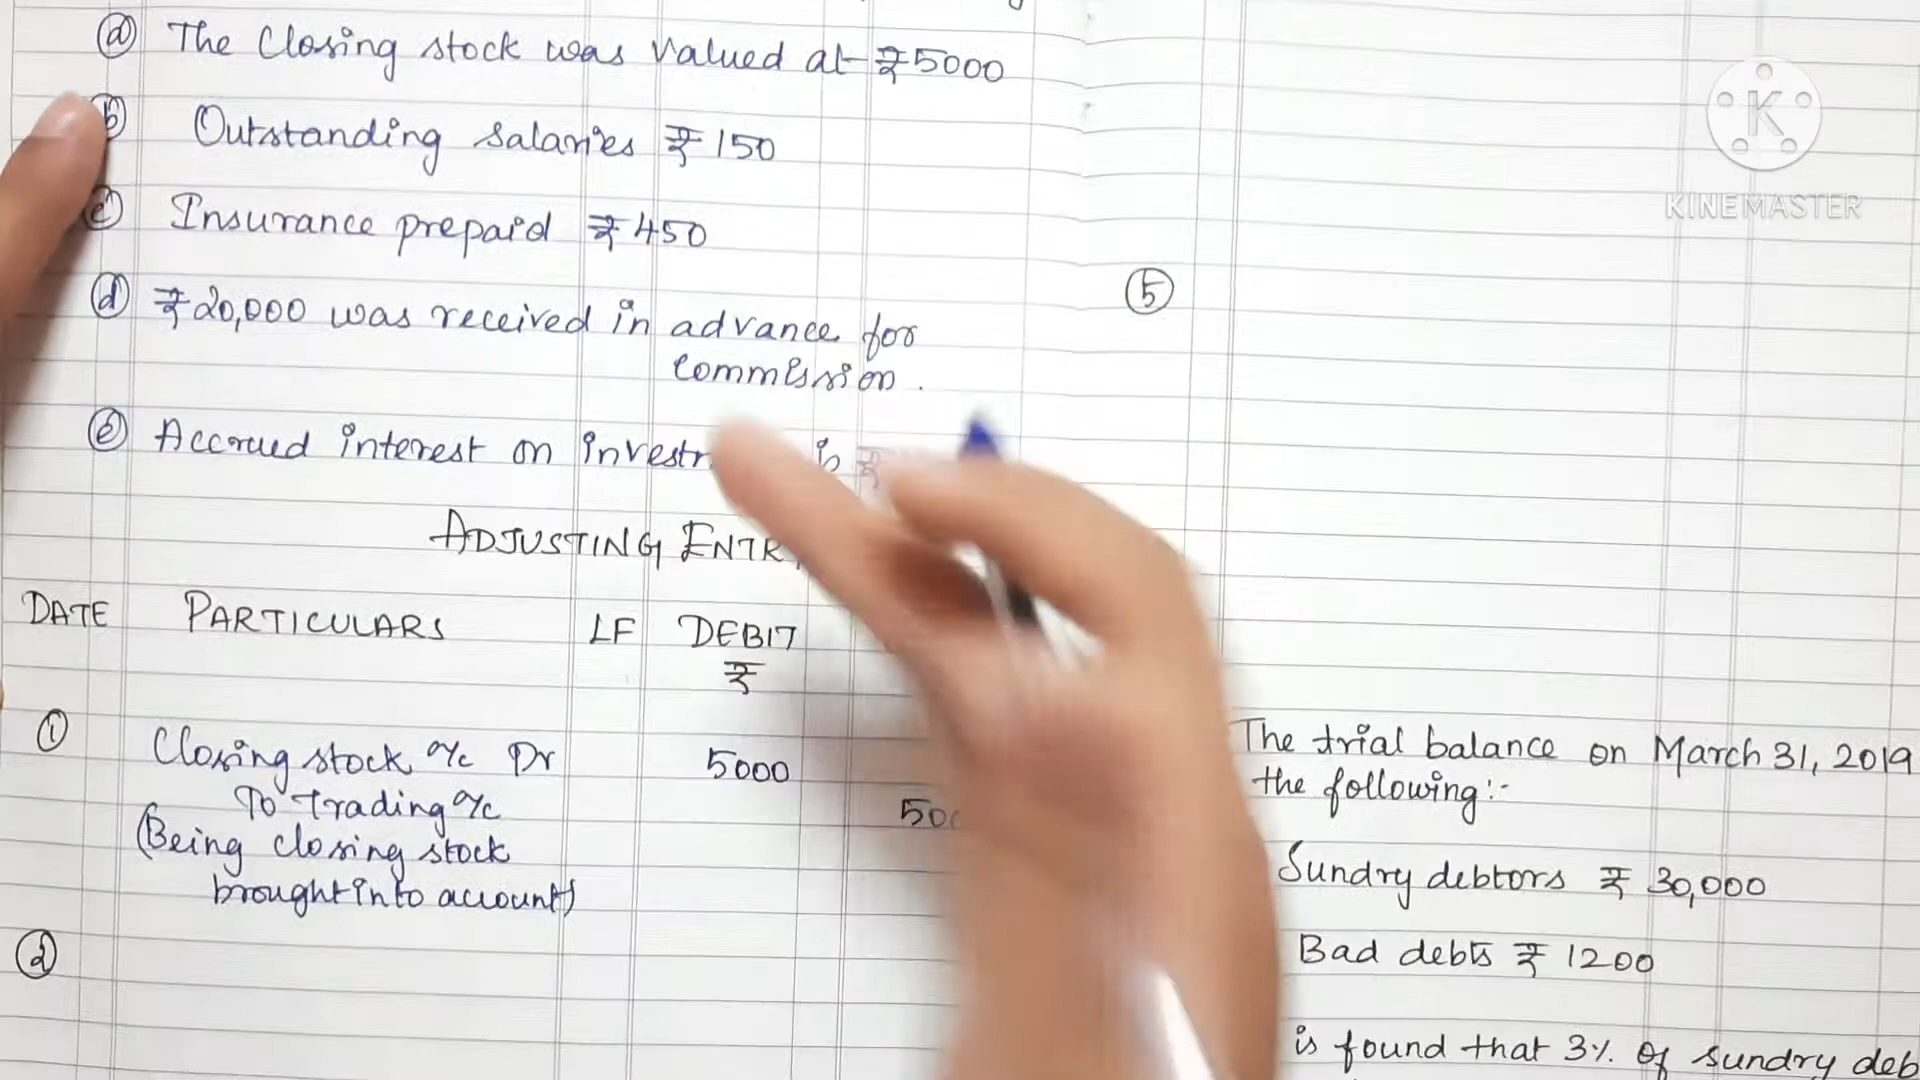 (a) The Closing stock was valued at ₹5000
(b) Outstanding salaries ₹150
(c) Insurance prepaid ₹450
(d) ₹20,000 was received in advance for
commission.
(e) Accrued interest on is ₹
ADJUSTING
DATE PARTICULARS LF DEBIT
₹
(1) Closing stock a/c Dr 5000
To Trading a/c
(Being closing stock
brought into account)
(2)
KINEMASTER
(5)
The trial balance on March 31, 2019
the following:-
Sundry debtors ₹ 30,000
Bad debts ₹ 1200
is found that 3% of sundry